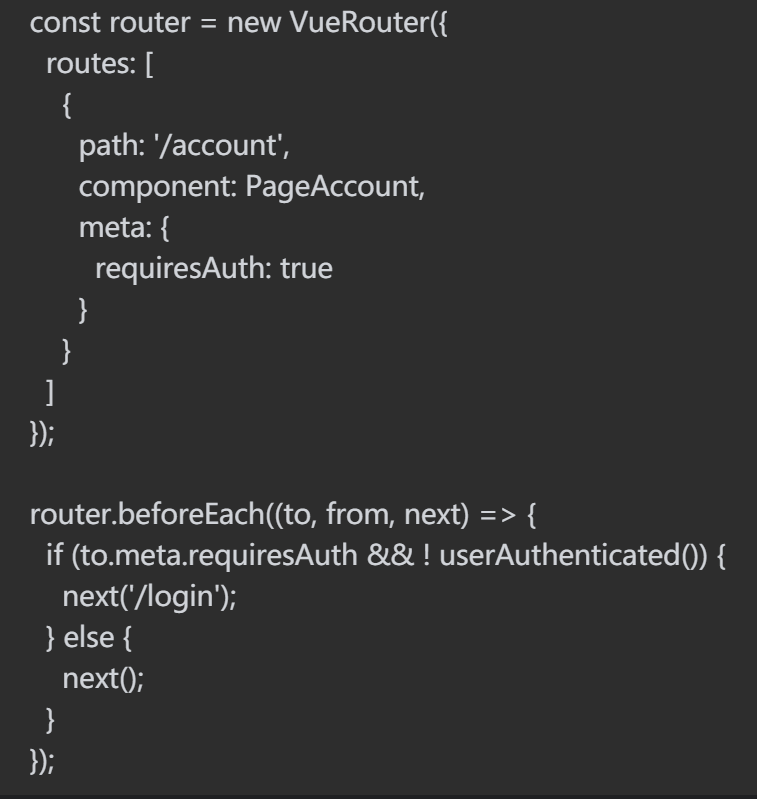 const router = new VueRouter({
  routes: [
    {
      path: '/account',
      component: PageAccount,
      meta: {
        requiresAuth: true
      }
    }
  ]
});

router.beforeEach((to, from, next) => {
  if (to.meta.requiresAuth && ! userAuthenticated()) {
    next('/login');
  } else {
    next();
  }
});